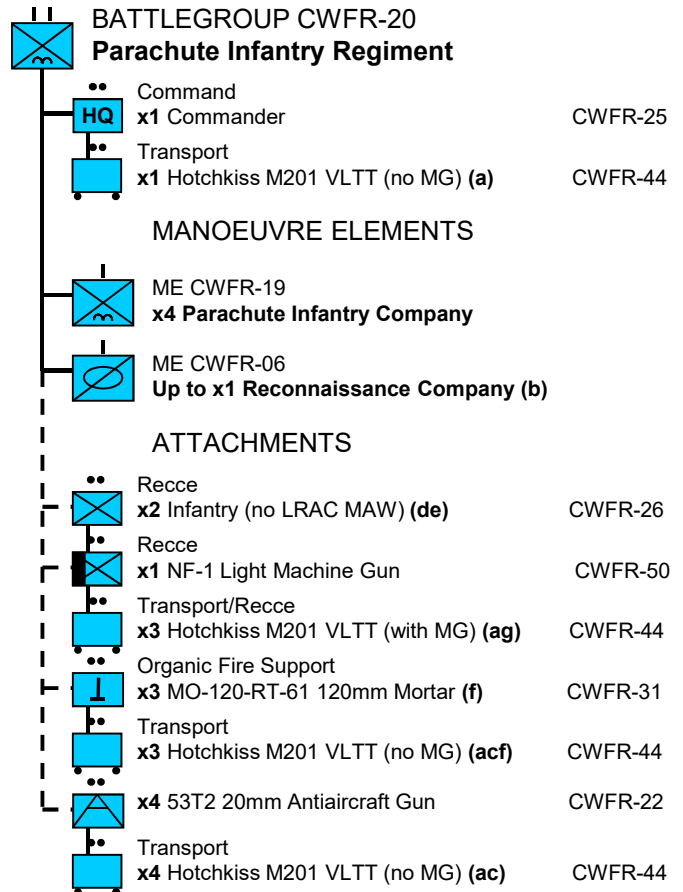 BATTLEGROUP CWFR-20
Parachute Infantry Regiment
Command
HQ x1 Commander CWFR-25
Transport
x1 Hotchkiss M201 VLTT (no MG) (a) CWFR-44
MANOEUVRE ELEMENTS
ME CWFR-19
x4 Parachute Infantry Company
ME CWFR-06
Up to x1 Reconnaissance Company (b)
ATTACHMENTS
Recce
x2 Infantry (no LRAC MAW) (de) CWFR-26
Recce
x1 NF-1 Light Machine Gun CWFR-50
Transport/Recce
x3 Hotchkiss M201 VLTT (with MG) (ag) CWFR-44
Organic Fire Support
x3 MO-120-RT-61 120mm Mortar (f) CWFR-31
Transport
x3 Hotchkiss M201 VLTT (no MG) (acf) CWFR-44
x4 53T2 20mm Antiaircraft Gun CWFR-22
Transport
x4 Hotchkiss M201 VLTT (no MG) (ac) CWFR-44